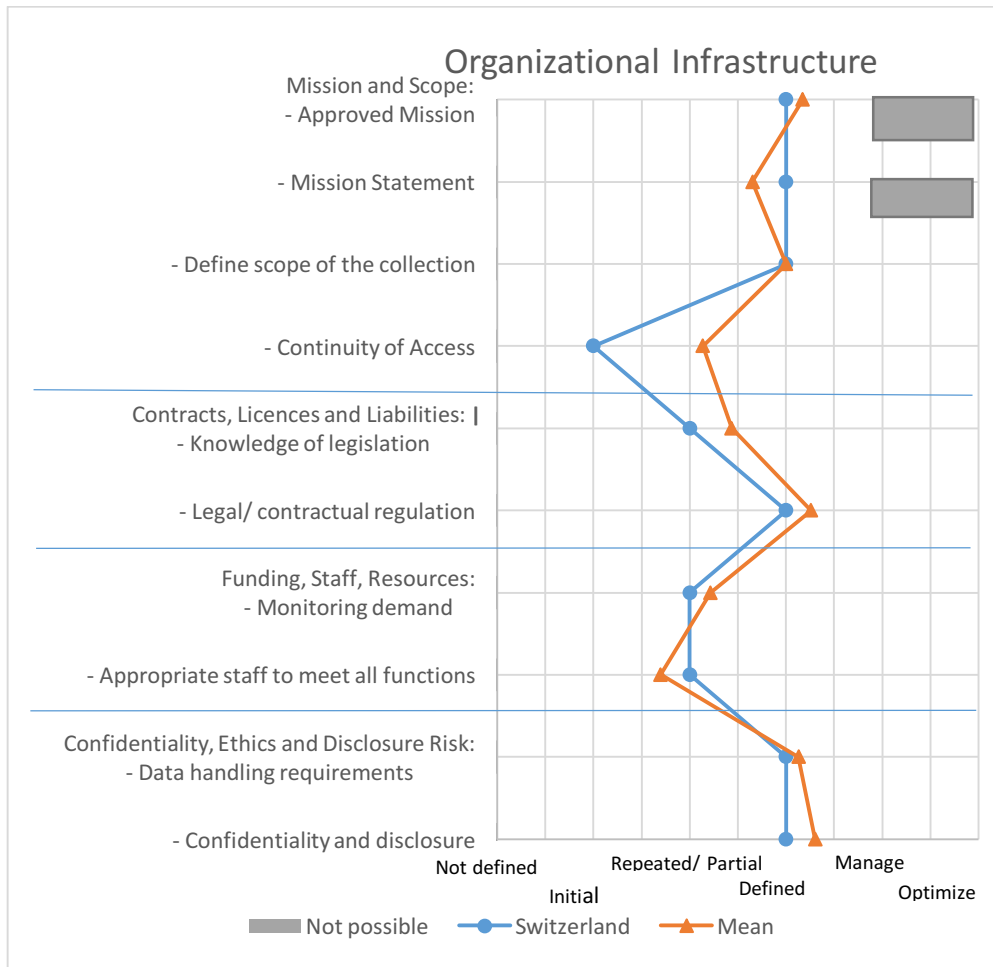 Organizational Infrastructure
Mission and Scope:
- Approved Mission
- Mission Statement
- Define scope of the collection
- Continuity of Access
Contracts, Licences and Liabilities: I
- Knowledge of legislation
- Legal/ contractual regulation
Funding, Staff, Resources:
- Monitoring demand
- Appropriate staff to meet all functions
Confidentiality, Ethics and Disclosure Risk:
- Data handling requirements
- Confidentiality and disclosure
Not defined
Initial
Repeated/ Partial
Defined
Manage
Optimize
Not possible
Switzerland
Mean